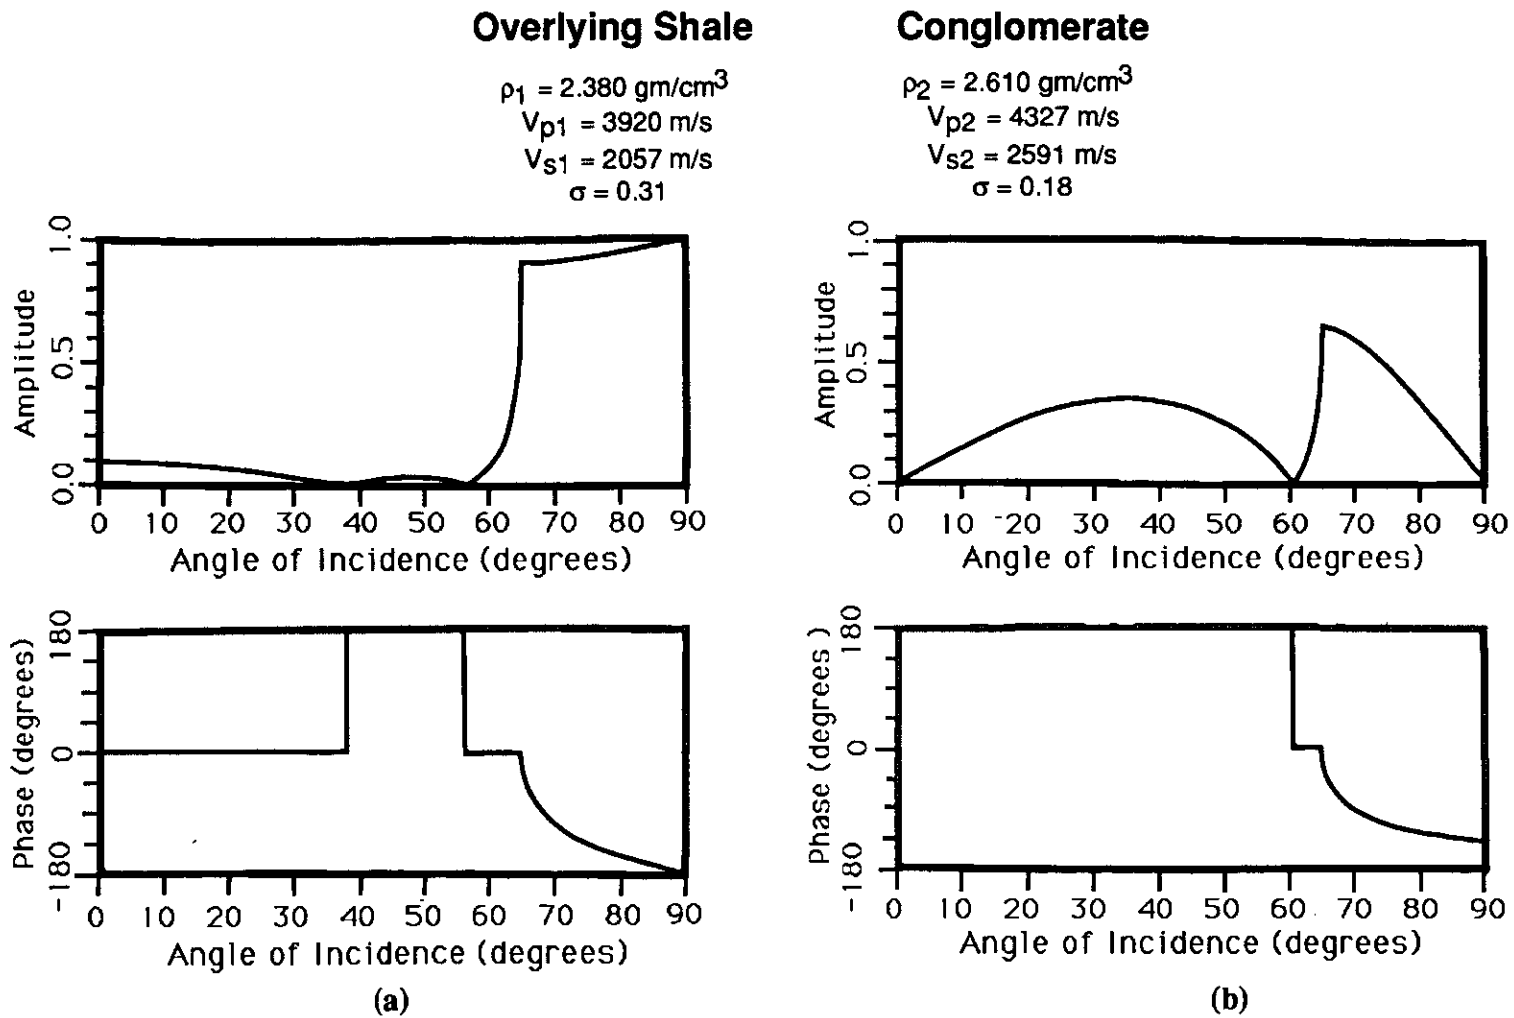 Overlying Shale
ρ1 = 2.380 gm/cm3
Vp1 = 3920 m/s
Vs1 = 2057 m/s
σ = 0.31
Conglomerate
ρ2 = 2.610 gm/cm3
Vp2 = 4327 m/s
Vs2 = 2591 m/s
σ = 0.18
Amplitude
1.0
0.5
0.0
0 10 20 30 40 50 60 70 80 90
Angle of Incidence (degrees)
Amplitude
1.0
0.5
0.0
0 10 20 30 40 50 60 70 80 90
Angle of Incidence (degrees)
Phase (degrees)
180
0
-180
0 10 20 30 40 50 60 70 80 90
Angle of Incidence (degrees)
(a)
Phase (degrees )
180
0
-180
0 10 20 30 40 50 60 70 80 90
Angle of Incidence (degrees)
(b)